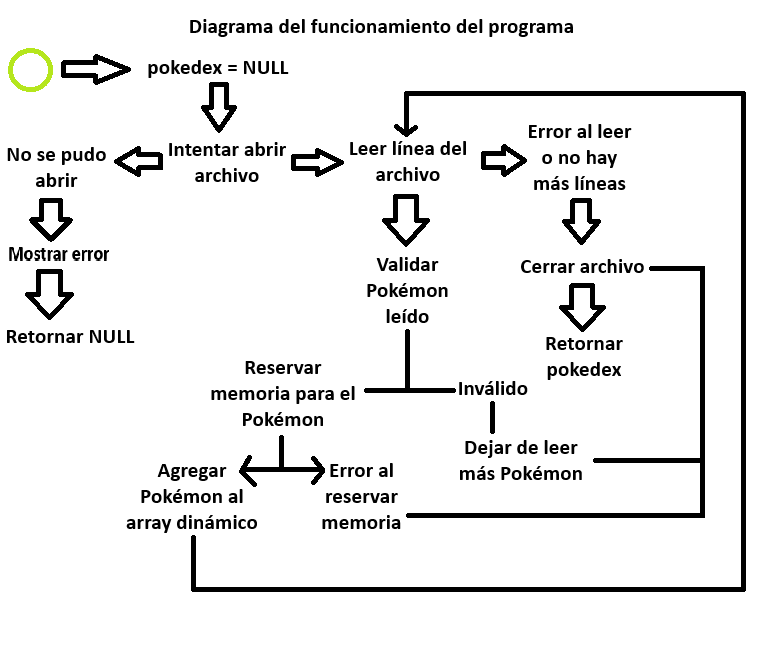 Diagrama del funcionamiento del programa
pokedex = NULL
Intentar abrir
archivo
No se pudo
abrir
Mostrar error
Retornar NULL
Leer línea del
archivo
Error al leer
o no hay
más líneas
Cerrar archivo
Retornar
pokedex
Validar
Pokémon
leído
Reservar
memoria para el
Pokémon
Inválido
Dejar de leer
más Pokémon
Agregar
Pokémon al
array dinámico
Error al
reservar
memoria